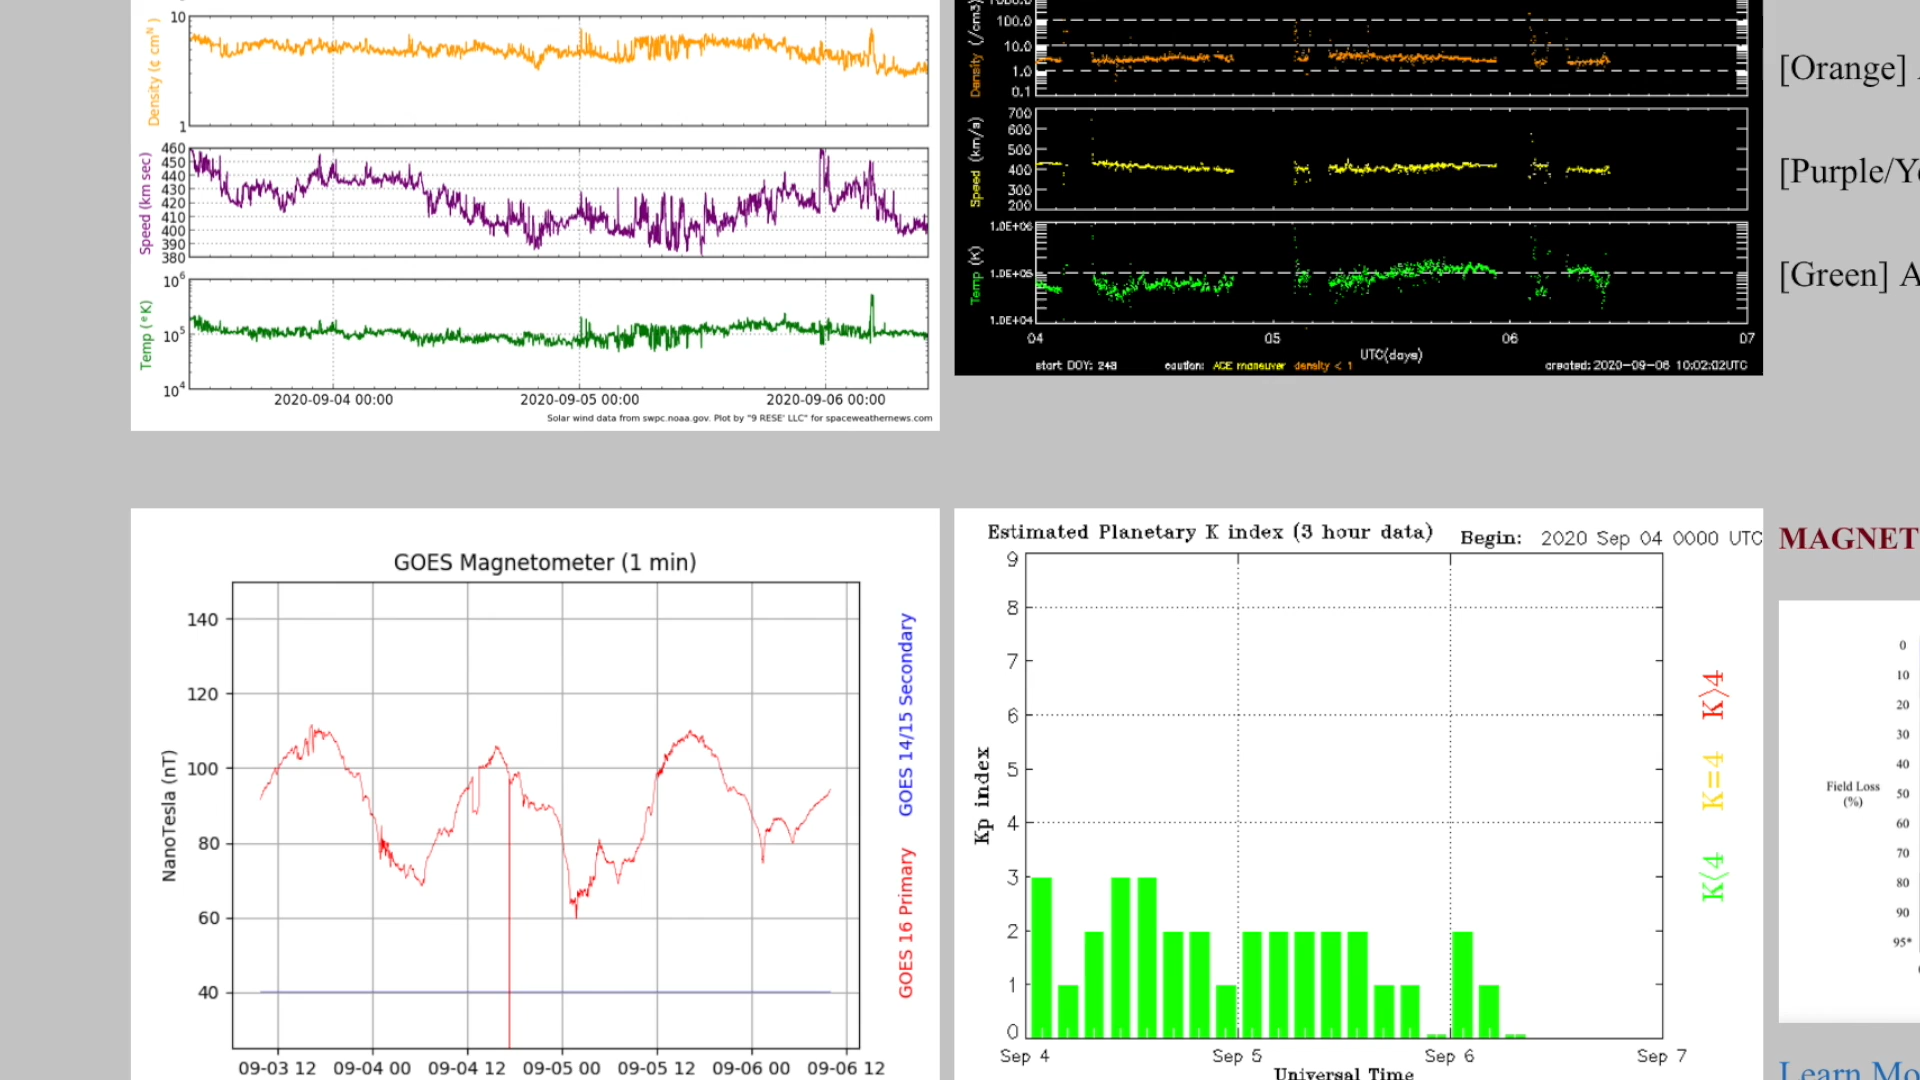 10
Density (c cm^N)
1
460
450
440
430
420
410
400
390
380
Speed (km sec)
10^6
10^5
10^4
Temp (°K)
2020-09-04 00:00 2020-09-05 00:00 2020-09-06 00:00
Solar wind data from swpc.noaa.gov. Plot by "9 RESE' LLC" for spaceweathernews.com
100.0
10.0
1.0
0.1
Density (/cm3)
700
600
500
400
300
200
Speed (km/s)
1.0E+06
1.0E+05
1.0E+04
Temp (K)
04 05 06 07
UTC(days)
start DOY: 248 caution: ACE maneuver density < 1 created:2020-09-06 10:02:02UTC
[Orange]
[Purple/Y
[Green] A
GOES Magnetometer (1 min)
140
120
100
80
60
40
NanoTesla (nT)
09-03 12 09-04 00 09-04 12 09-05 00 09-05 12 09-06 00 09-06 12
GOES 14/15 Secondary
GOES 16 Primary
Estimated Planetary K index (3 hour data) Begin: 2020 Sep 04 0000 UTC
9
8
7
6
5
4
3
2
1
0
Kp index
Sep 4 Sep 5 Sep 6 Sep 7
Universal Time
K>4
K=4
K<4
MAGNET
0
10
20
30
40
50
60
70
80
90
95*
Field Loss
(%)
Learn Mo